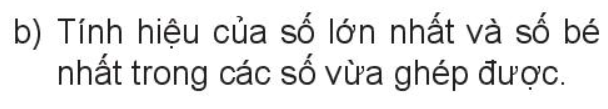 b) Tính hiệu của số lớn nhất và số bé
nhất trong các số vừa ghép được.